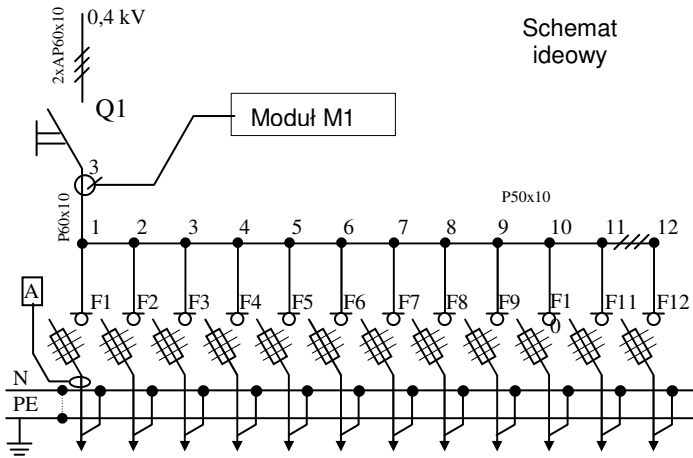 0,4 kV
2xAP60x10
Schemat
ideowy
Q1
Moduł M1
3
P60x10
P50x10
1 2 3 4 5 6 7 8 9 10 11 12
A
F1 F2 F3 F4 F5 F6 F7 F8 F9 F1 F11 F12
0
N
PE